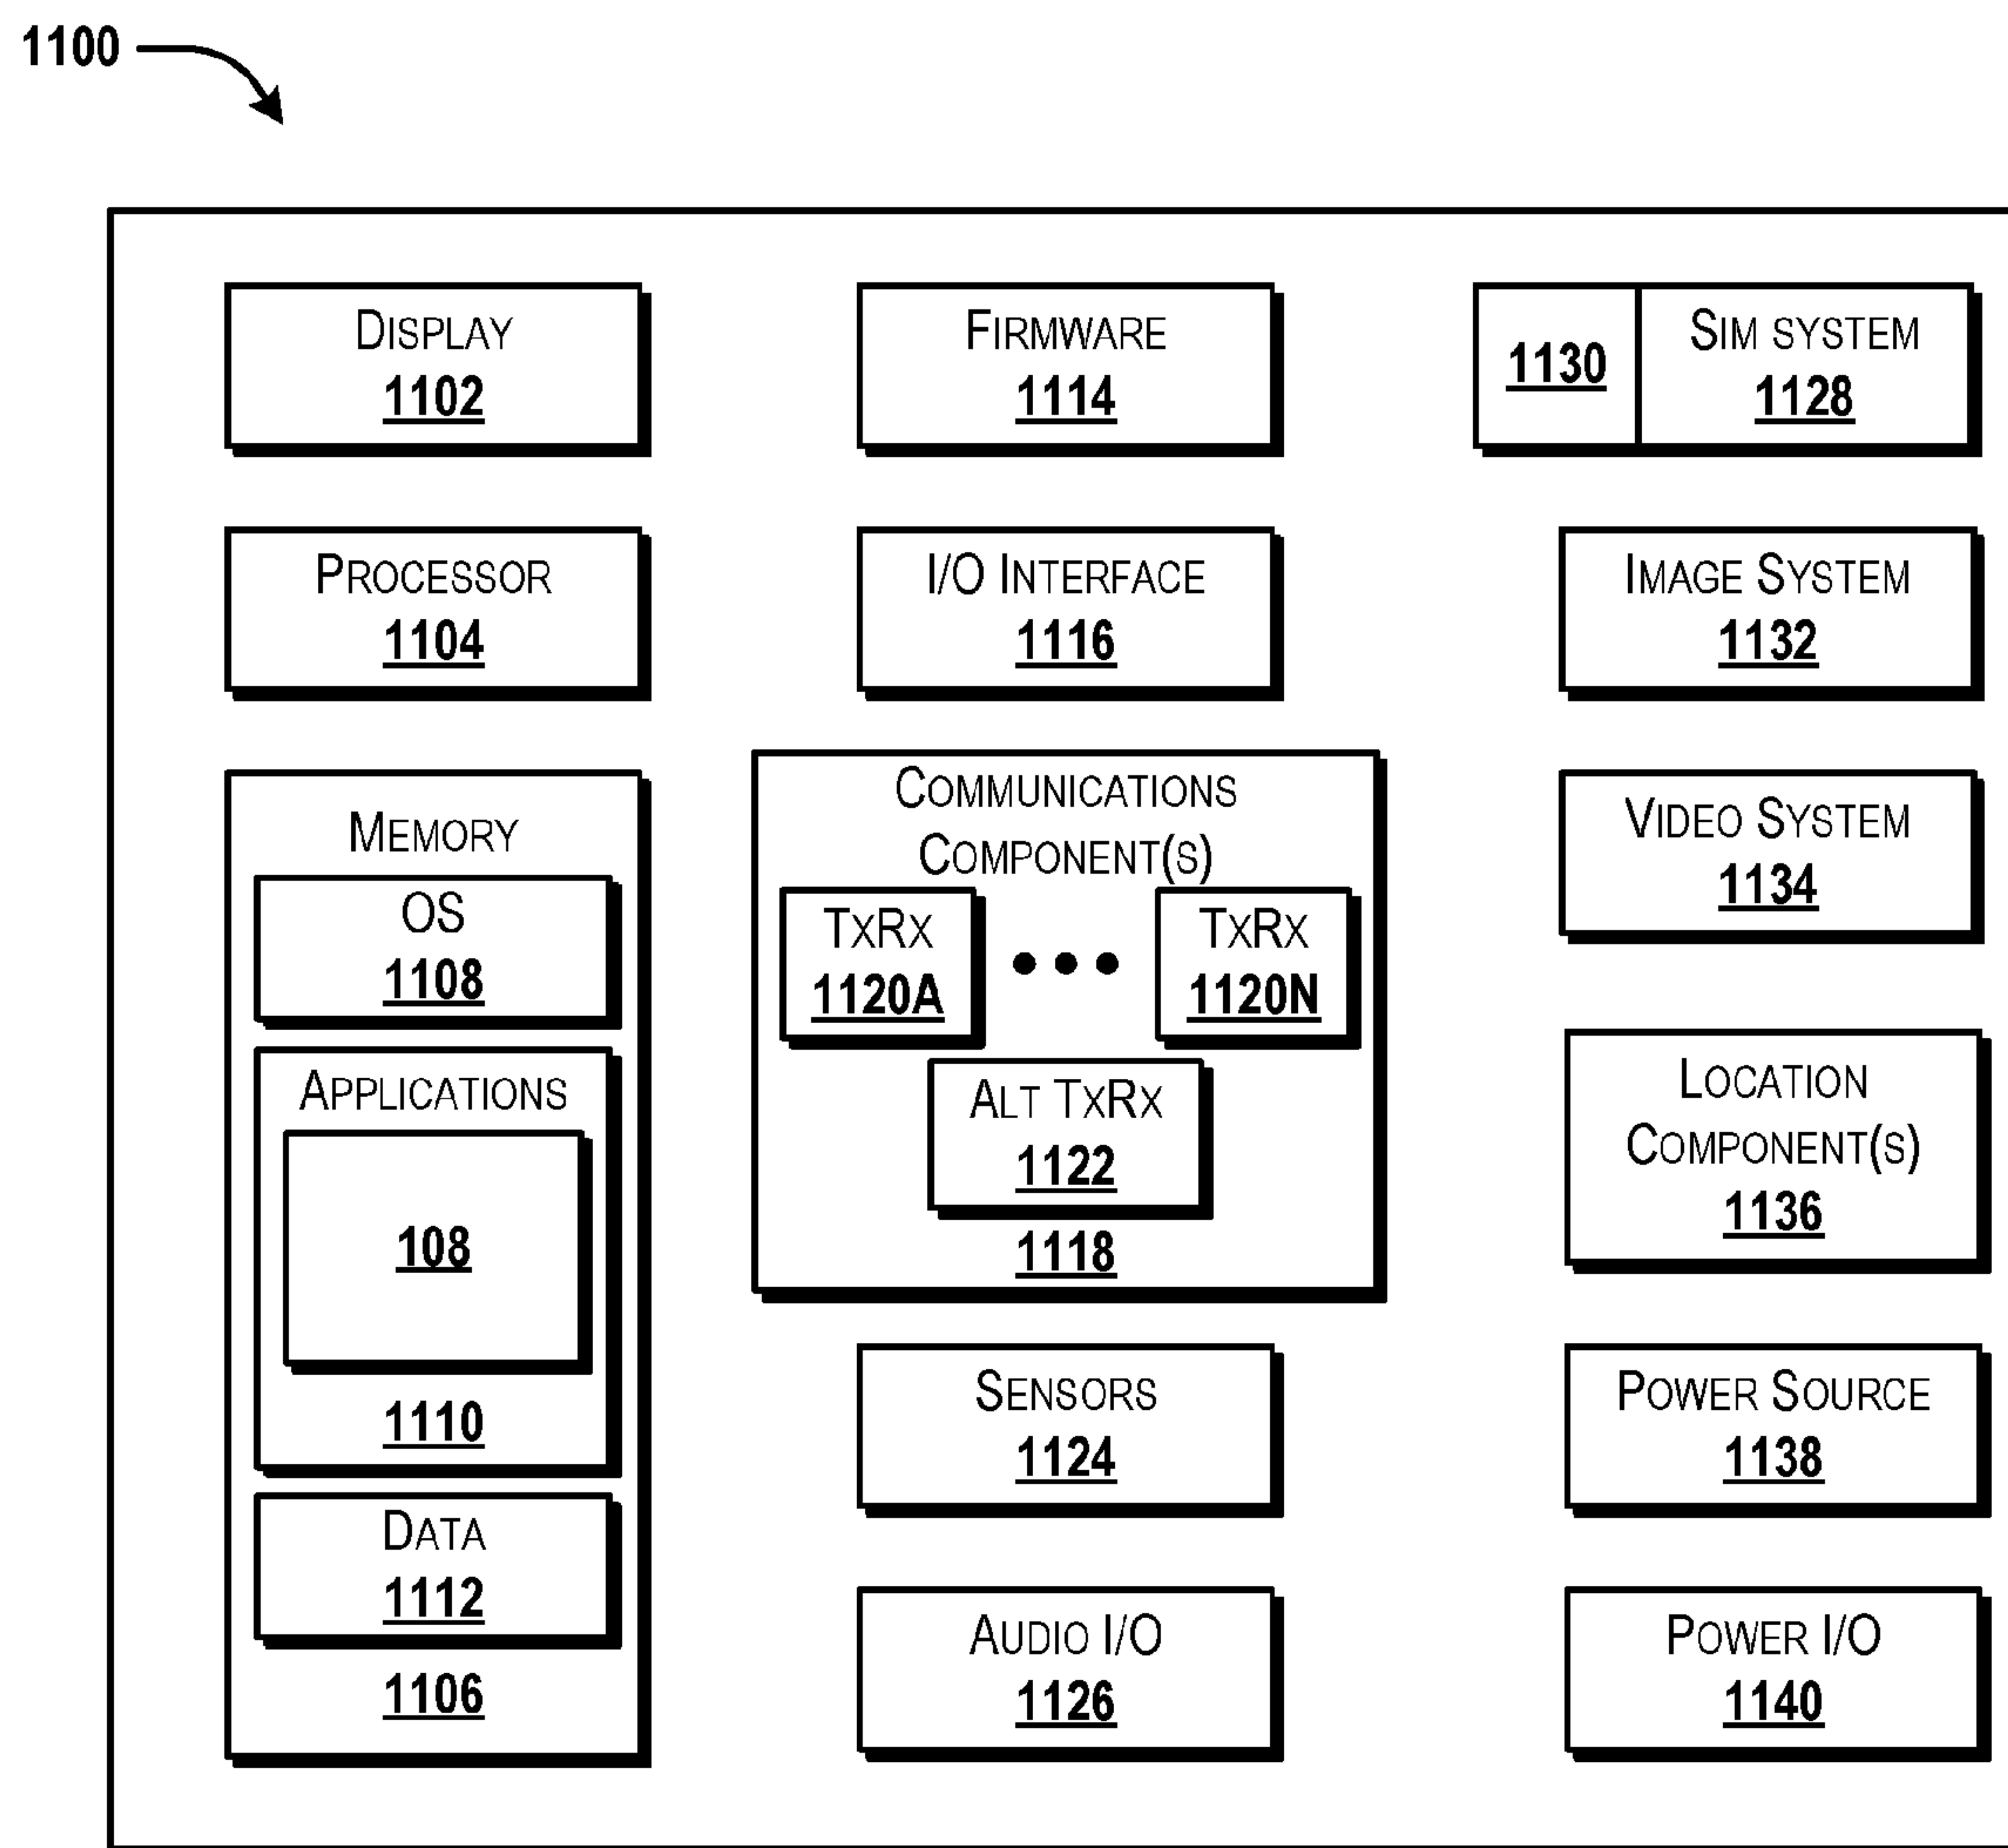 1100
DISPLAY
1102
PROCESSOR
1104
MEMORY
OS
1108
APPLICATIONS
108
1110
DATA
1112
1106
FIRMWARE
1114
I/O INTERFACE
1116
COMMUNICATIONS
COMPONENT(S)
TXRX
1120A
TXRX
1120N
ALT TXRX
1122
1118
SENSORS
1124
AUDIO I/O
1126
1130
SIM SYSTEM
1128
IMAGE SYSTEM
1132
VIDEO SYSTEM
1134
LOCATION
COMPONENT(S)
1136
POWER SOURCE
1138
POWER I/O
1140